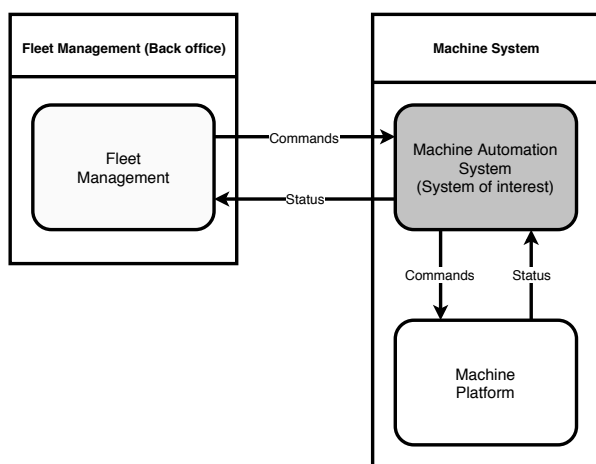 Fleet Management (Back office)
Machine System
Fleet
Management
Commands
Status
Machine Automation
System
(System of interest)
Commands
Status
Machine
Platform